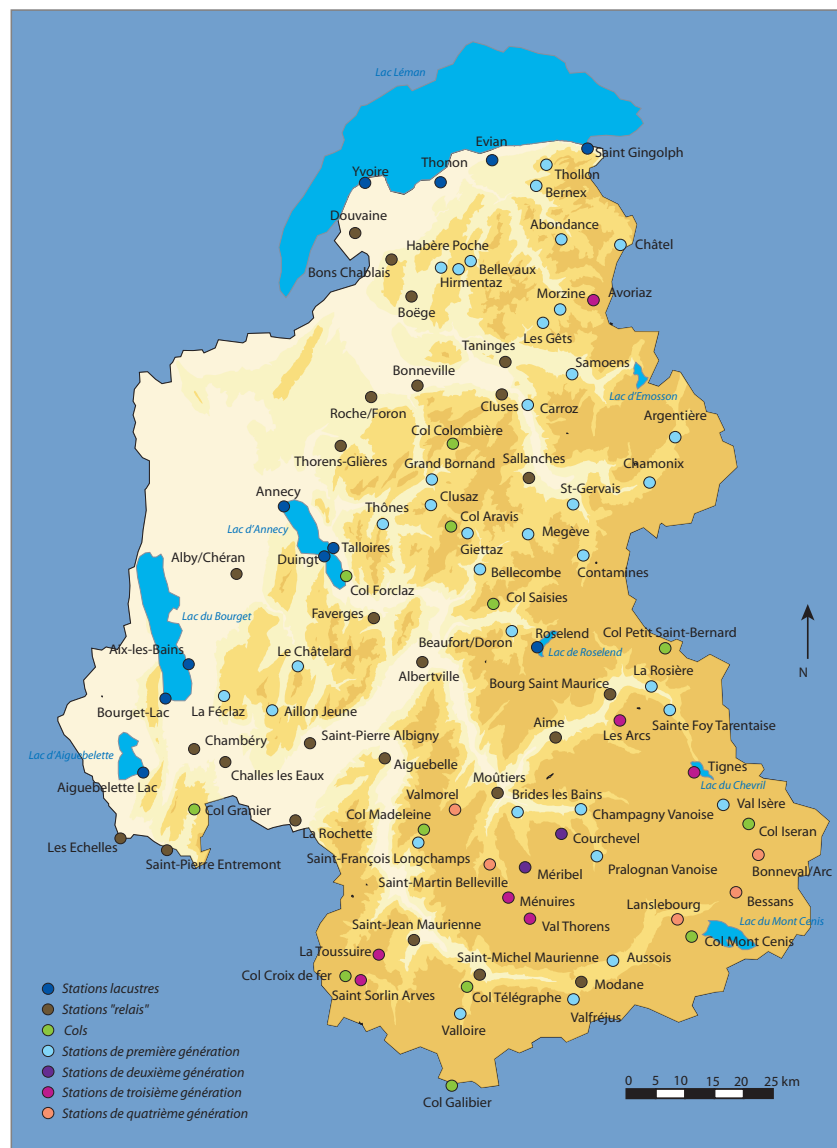 Lac Léman
Evian
Saint Gingolph
Thonon
Thollon
Yvoire
Bernex
Douvaine
Abondance
Châtel
Habère Poche
Bons Chablais
Bellevaux
Hirmentaz
Morzine
Avoriaz
Boëge
Les Gêts
Taninges
Samoens
Bonneville
Lac d'Emosson
Roche/Foron
Cluses
Carroz
Argentière
Col Colombière
Thorens-Glières
Grand Bornand
Sallanches
Chamonix
Annecy
Clusaz
St-Gervais
Thônes
Col Aravis
Lac d'Annecy
Megève
Talloires
Giettaz
Alby/Chéran
Duingt
Bellecombe
Contamines
Col Forclaz
Col Saisies
Lac du Bourget
Faverges
Beaufort/Doron
Roselend
Col Petit Saint-Bernard
Le Châtelard
Lac de Roselend
Aix-les-Bains
Albertville
La Rosière
N
Bourg Saint Maurice
Bourget-Lac
La Féclaz
Aillon Jeune
Sainte Foy Tarentaise
Aime
Les Arcs
Saint-Pierre Albigny
Chambéry
Lac d'Aiguebelette
Challes les Eaux
Aiguebelle
Tignes
Moûtiers
Aiguebelette Lac
Lac du Chevril
Brides les Bains
Valmorel
Val Isère
Col Granier
Col Madeleine
Champagny Vanoise
La Rochette
Col Iseran
Courchevel
Les Echelles
Saint-François Longchamps
Saint-Pierre Entremont
Pralognan Vanoise
Bonneval/Arc
Méribel
Saint-Martin Belleville
Bessans
Ménuires
Lanslebourg
Lac du Mont Cenis
Saint-Jean Maurienne
Val Thorens
Col Mont Cenis
La Toussuire
Saint-Michel Maurienne
Aussois
Col Croix de fer
Modane
Saint Sorlin Arves
Col Télégraphe
Valfréjus
Valloire
Col Galibier
Stations lacustres
Stations "relais"
Cols
Stations de première génération
Stations de deuxième génération
Stations de troisième génération
Stations de quatrième génération
0 5 10 15 20 25 km